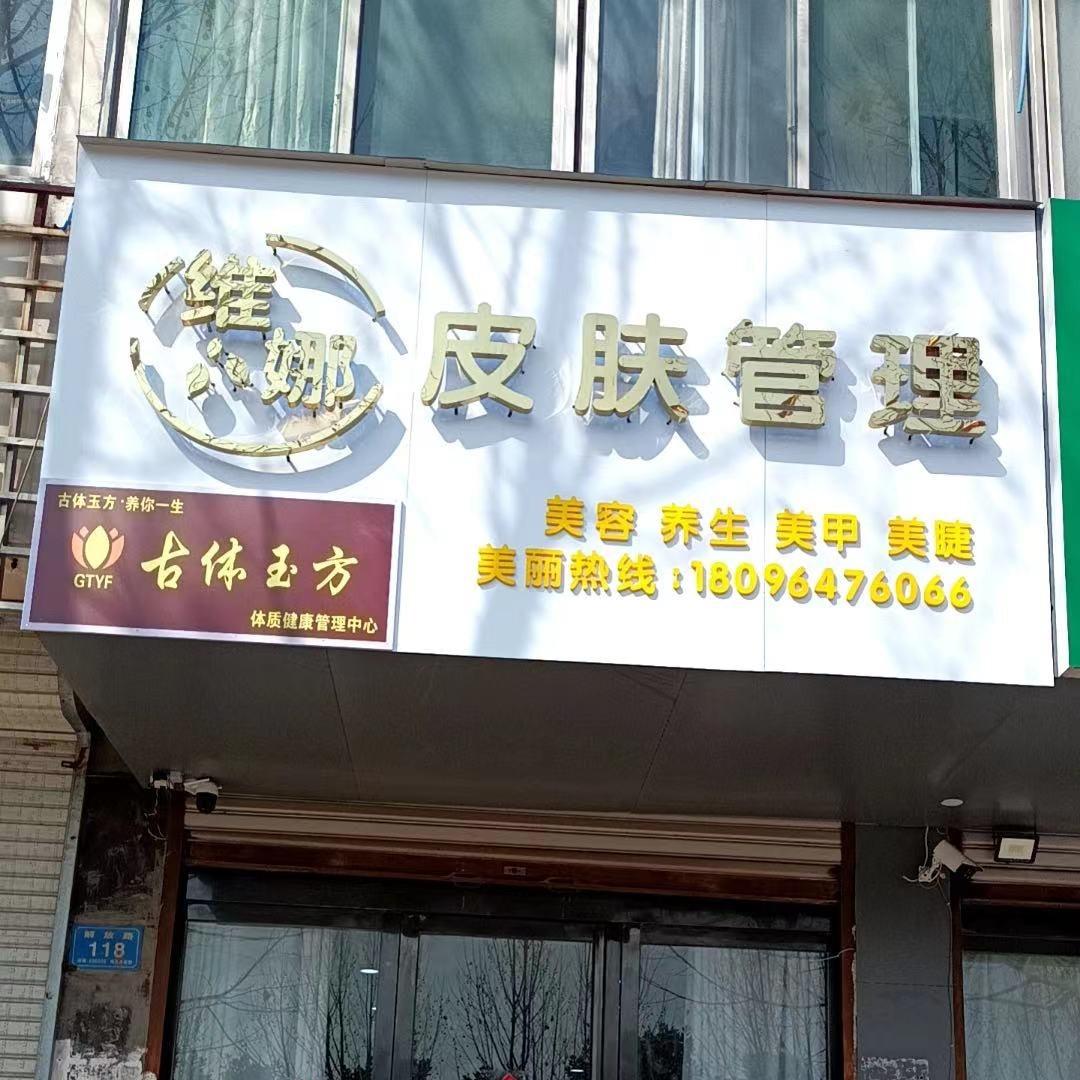 维娜
皮肤管理
美容 养生 美甲 美睫
美丽热线:18096476066
古体玉方·养你一生
GTYF
古体玉方
体质健康管理中心
解放路
118